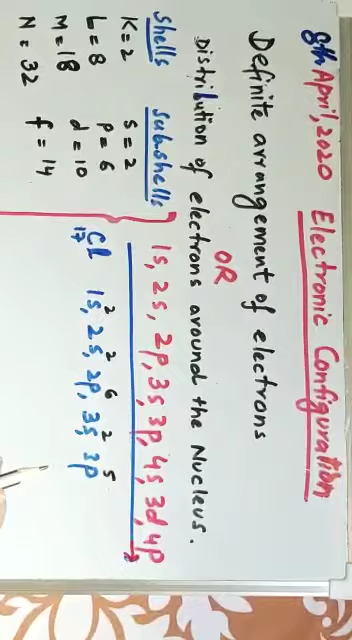 8th April, 2020 Electronic Configuration
Definite arrangement of electrons
OR
Distribution of electrons around the Nucleus.
Shells Subshells
K = 2 s = 2
L = 8 p = 6
M = 18 d = 10
N = 32 f = 14
1s, 2s, 2p, 3s, 3p, 4s, 3d, 4p
₁₇Cl 1s², 2s², 2p⁶, 3s², 3p⁵